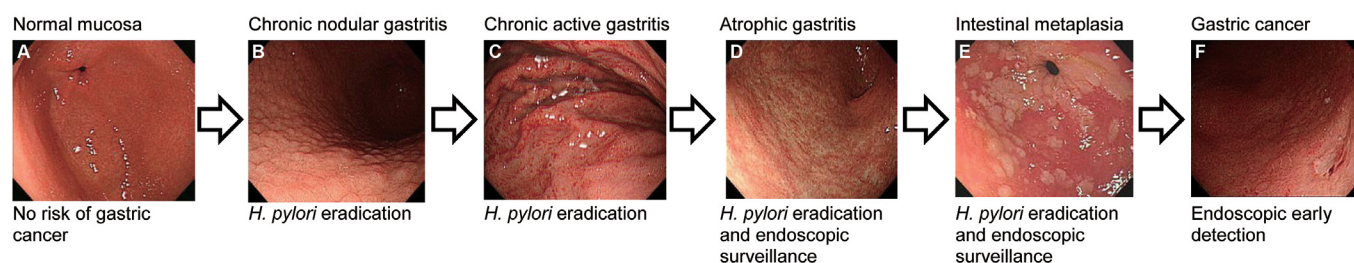 Normal mucosa
Chronic nodular gastritis
Chronic active gastritis
Atrophic gastritis
Intestinal metaplasia
Gastric cancer
A
B
C
D
E
F
No risk of gastric
cancer
H. pylori eradication
H. pylori eradication
H. pylori eradication
and endoscopic
surveillance
H. pylori eradication
and endoscopic
surveillance
Endoscopic early
detection